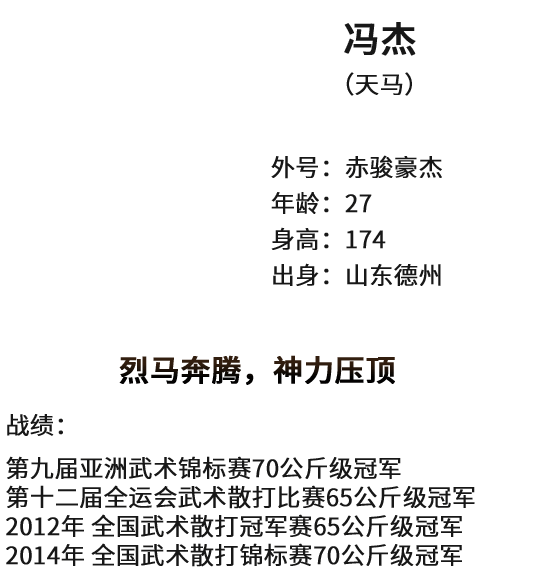 冯杰
（天马）
外号：赤骏豪杰
年龄：27
身高：174
出身：山东德州
烈马奔腾，神力压顶
战绩：
第九届亚洲武术锦标赛70公斤级冠军
第十二届全运会武术散打比赛65公斤级冠军
2012年 全国武术散打冠军赛65公斤级冠军
2014年 全国武术散打锦标赛70公斤级冠军